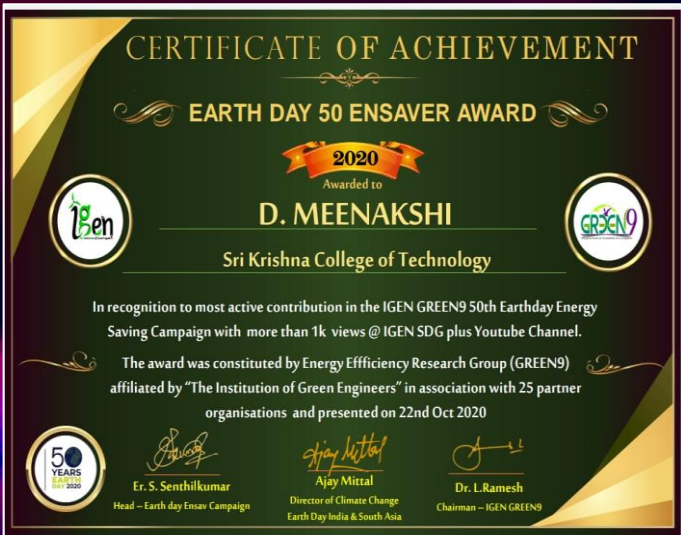 CERTIFICATE OF ACHIEVEMENT
EARTH DAY 50 ENSAVER AWARD
2020
Awarded to
D. MEENAKSHI
Sri Krishna College of Technology
igen
GREEN9
In recognition to most active contribution in the IGEN GREEN9 50th Earthday Energy
Saving Campaign with more than 1k views @ IGEN SDG plus Youtube Channel.
The award was constituted by Energy Effficiency Research Group (GREEN9)
affiliated by "The Institution of Green Engineers" in association with 25 partner
organisations and presented on 22nd Oct 2020
50
YEARS
EARTH
DAY 2020
Ajay Mittal
Er. S. Senthilkumar
Head – Earth day Ensav Campaign
Ajay Mittal
Director of Climate Change
Earth Day India & South Asia
Dr. L.Ramesh
Chairman – IGEN GREEN9